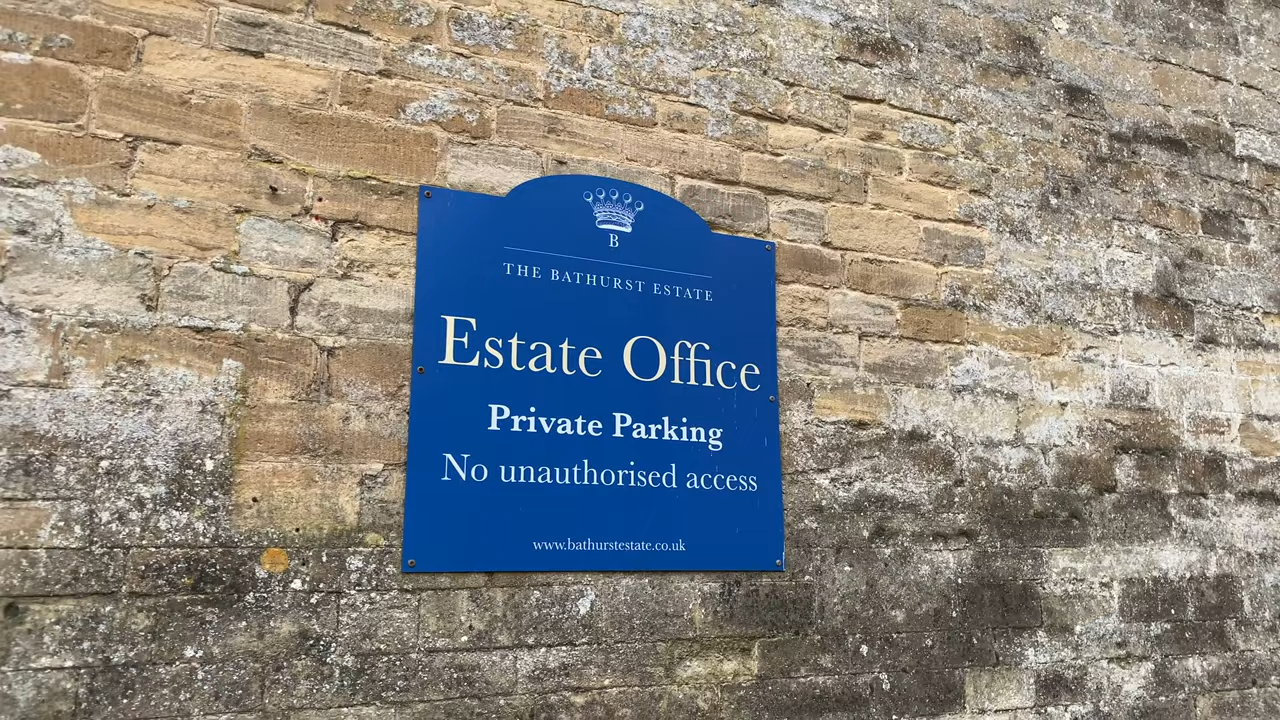 B
THE BATHURST ESTATE
Estate Office
Private Parking
No unauthorised access
www.bathurstestate.co.uk